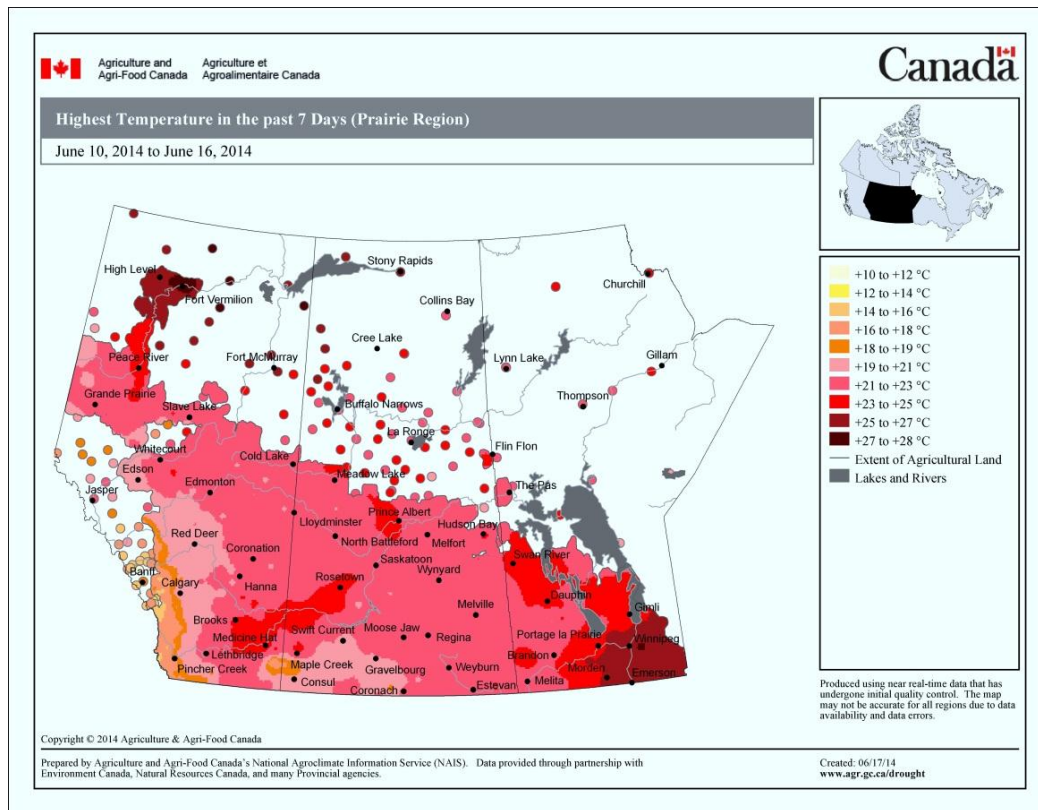 Agriculture and Agriculture et
Agri-Food Canada Agroalimentaire Canada
Canada
Highest Temperature in the past 7 Days (Prairie Region)
June 10, 2014 to June 16, 2014
Stony Rapids
High Level
Churchill
Fort Vermilion
Collins Bay
Cree Lake
Peace River
Fort McMurray
Lynn Lake
Gillam
Grande Prairie
Thompson
Slave Lake
Buffalo Narrows
La Ronge
Flin Flon
Whitecourt
Cold Lake
Edson
Meadow Lake
Jasper
Edmonton
The Pas
Lloydminster
Prince Albert
Hudson Bay
Red Deer
North Battleford
Melfort
Coronation
Saskatoon
Swan River
Banff
Hanna
Rosetown
Wynyard
Calgary
Dauphin
Melville
Gimli
Brooks
Swift Current
Moose Jaw
Regina
Portage la Prairie
Medicine Hat
Winnipeg
Lethbridge
Brandon
Pincher Creek
Maple Creek
Gravelbourg
Weyburn
Morden
Consul
Emerson
Coronach
Estevan
Melita
+10 to +12 °C
+12 to +14 °C
+14 to +16 °C
+16 to +18 °C
+18 to +19 °C
+19 to +21 °C
+21 to +23 °C
+23 to +25 °C
+25 to +27 °C
+27 to +28 °C
Extent of Agricultural Land
Lakes and Rivers
Produced using near real-time data that has
undergone initial quality control. The map
may not be accurate for all regions due to data
availability and data errors.
Copyright © 2014 Agriculture & Agri-Food Canada
Prepared by Agriculture and Agri-Food Canada's National Agroclimate Information Service (NAIS). Data provided through partnership with
Environment Canada, Natural Resources Canada, and many Provincial agencies.
Created: 06/17/14
www.agr.gc.ca/drought